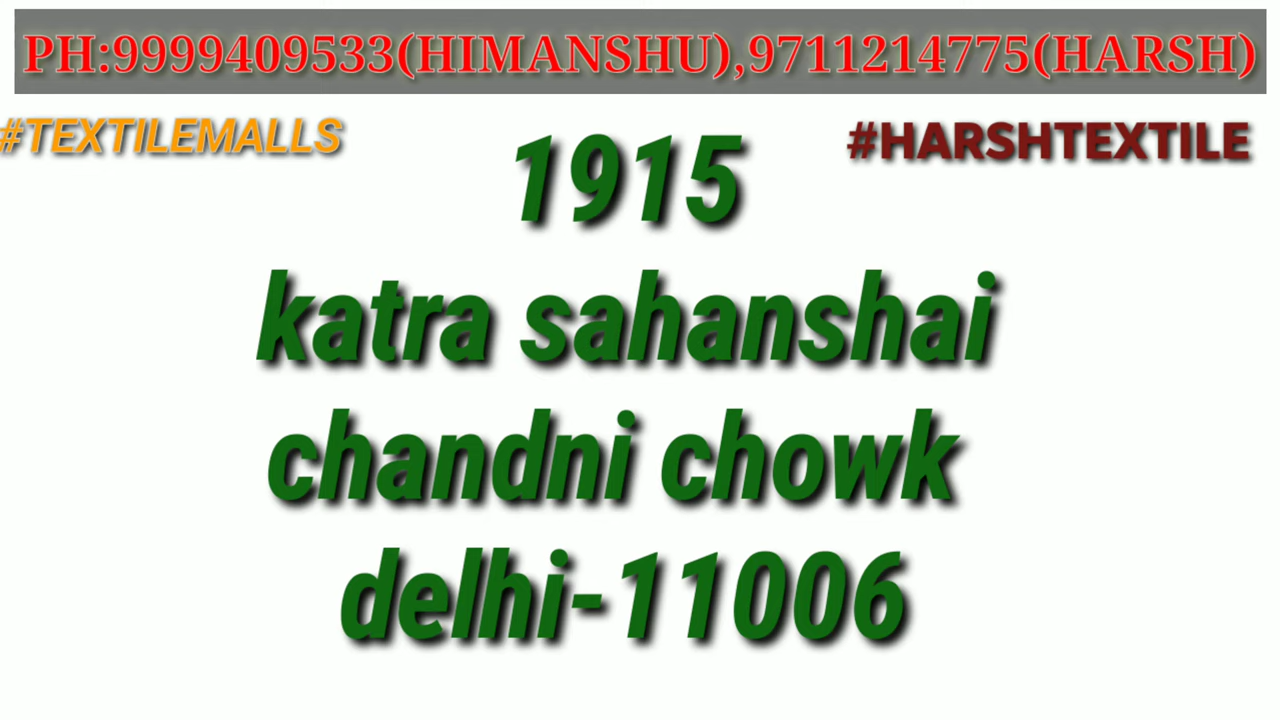 PH:9999409533(HIMANSHU),9711214775(HARSH)
#TEXTILEMALLS
#HARSHTEXTILE
1915
katra sahanshai
chandni chowk
delhi-11006